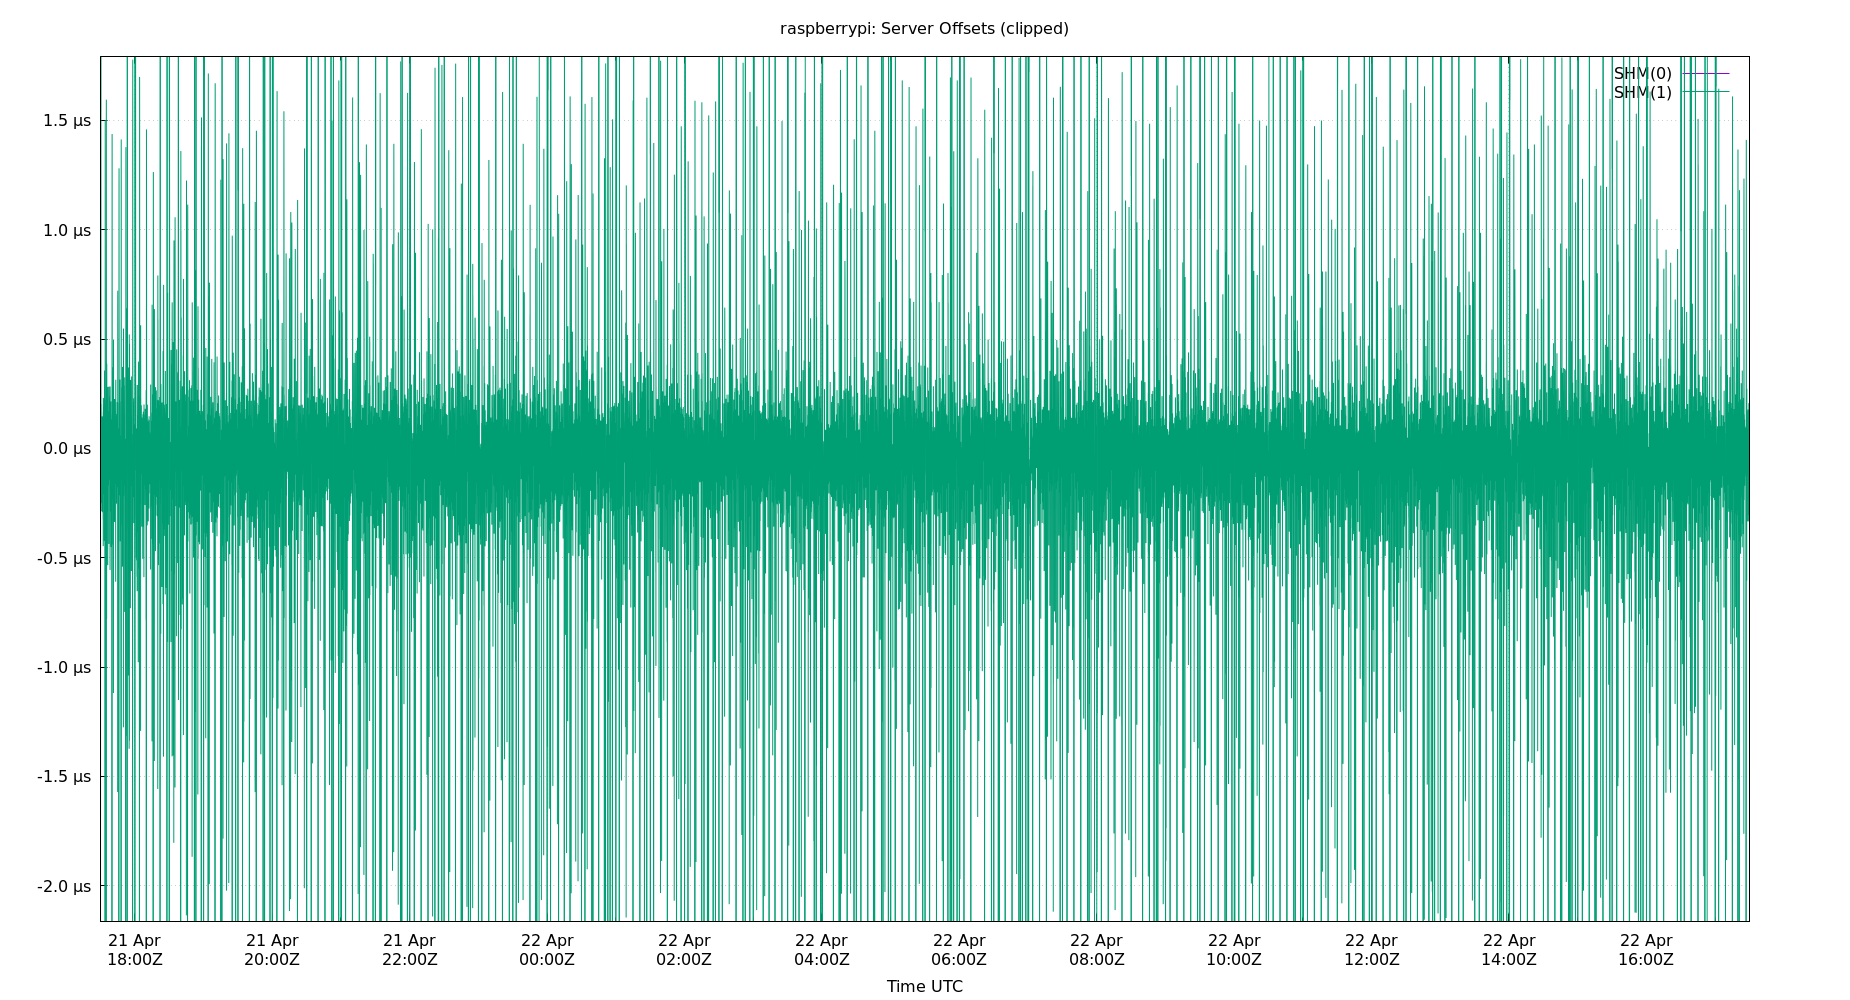 raspberrypi: Server Offsets (clipped)
SHM(0)
SHM(1)
1.5 µs
1.0 µs
0.5 µs
0.0 µs
-0.5 µs
-1.0 µs
-1.5 µs
-2.0 µs
21 Apr 21 Apr 21 Apr 22 Apr 22 Apr 22 Apr 22 Apr 22 Apr 22 Apr 22 Apr 22 Apr 22 Apr
18:00Z 20:00Z 22:00Z 00:00Z 02:00Z 04:00Z 06:00Z 08:00Z 10:00Z 12:00Z 14:00Z 16:00Z
Time UTC